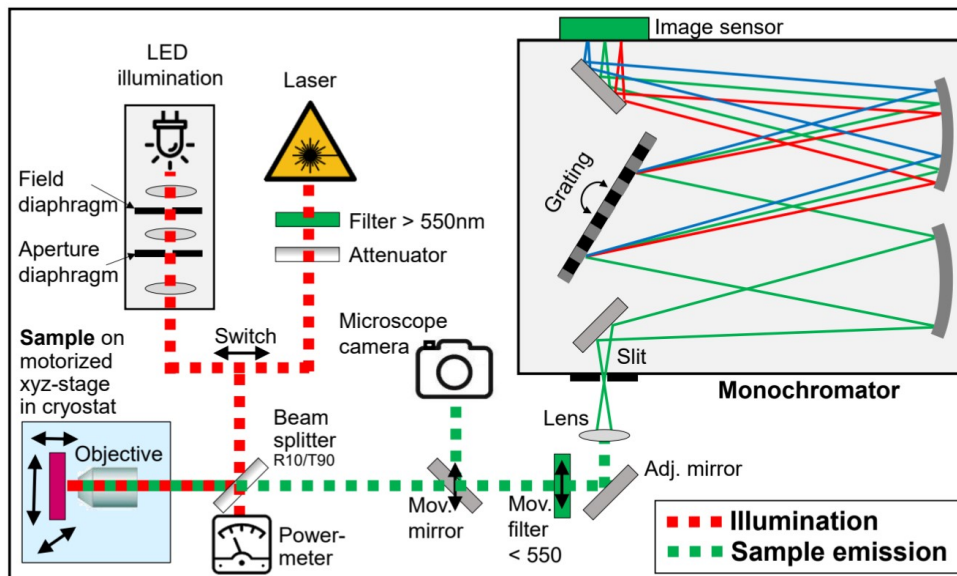 LED
illumination
Laser
Field
diaphragm
Aperture
diaphragm
Filter > 550nm
Attenuator
Switch
Sample on
motorized
xyz-stage
in cryostat
Objective
Beam
splitter
R10/T90
Power-
meter
Microscope
camera
Mov.
mirror
Mov.
filter
< 550
Lens
Adj. mirror
Slit
Monochromator
Grating
Image sensor
Illumination
Sample emission